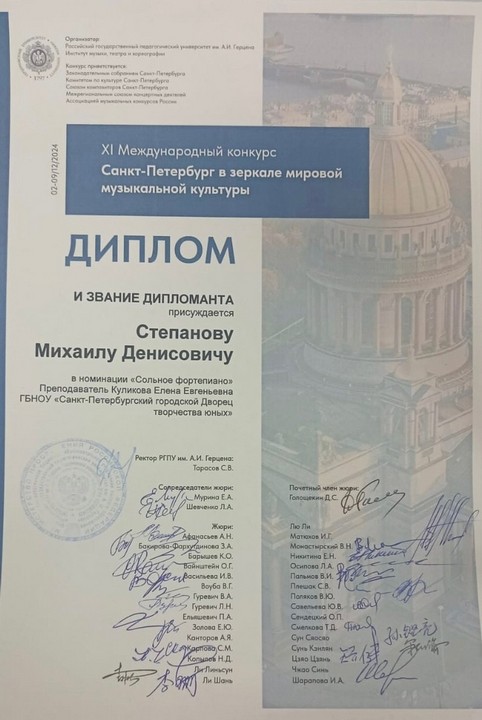 Организатор
Российский государственный педагогический университет им. А.И. Герцена
Институт музыки, театра и хореографии
Конкурс приветствуется:
Законодательным собранием Санкт-Петербурга
Комитетом по культуре Санкт-Петербурга
Союзом композиторов Санкт-Петербурга
Межрегиональным союзом концертных деятелей
Ассоциацией музыкальных конкурсов России
02-09/12/2024
XI Международный конкурс
Санкт-Петербург в зеркале мировой
музыкальной культуры
ДИПЛОМ
И ЗВАНИЕ ДИПЛОМАНТА
присуждается
Степанову
Михаилу Денисовичу
в номинации «Сольное фортепиано»
Преподаватель Куликова Елена Евгеньевна
ГБНОУ «Санкт-Петербургский городской Дворец
творчества юных»
Ректор РГПУ им. А.И. Герцена:
Тарасов С.В.
Сопредседатели жюри:
Мурина Е.А.
Шевченко Л.А.
Жюри:
Афанасьев А.Н.
Бакирова-Фархутдинова З.А.
Барышев К.О.
Вайнштейн О.Г.
Васильева И.В.
Воуба В.Г.
Гуревич В.А.
Гуревич Л.Н.
Елышевич П.А.
Золова Е.Ю.
Канторов А.Я.
Карпова С.М.
Копылов Н.Д.
Ли Линьсун
Ли Шань
Почетный член жюри:
Голощекин Д.С.
Лю Ли
Матюхов И.Г.
Монастирский В.Н.
Никитина Е.Н.
Осипова Л.А.
Пальмов В.И.
Плешак С.В.
Поляков В.Ю.
Савельева Ю.В.
Сендецкий О.П.
Смелкова Т.Д.
Сун Сяосяо
Сунь Кэнлян
Цзяо Цзянь
Чжао Синь
Шарапова И.А.